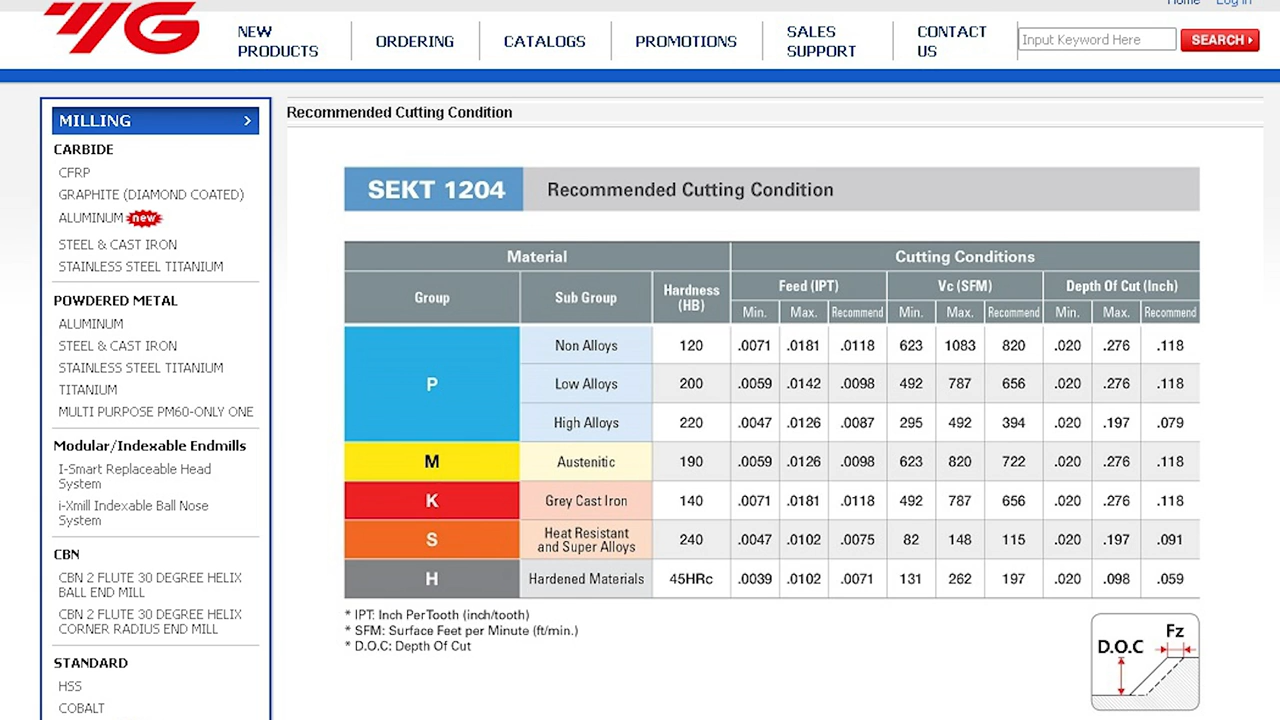 Home Log in
YG
NEW PRODUCTS
ORDERING
CATALOGS
PROMOTIONS
SALES SUPPORT
CONTACT US
Input Keyword Here
SEARCH
MILLING
CARBIDE
CFRP
GRAPHITE (DIAMOND COATED)
ALUMINUM new
STEEL & CAST IRON
STAINLESS STEEL TITANIUM
POWDERED METAL
ALUMINUM
STEEL & CAST IRON
STAINLESS STEEL TITANIUM
TITANIUM
MULTI PURPOSE PM60-ONLY ONE
Modular/Indexable Endmills
I-Smart Replaceable Head
System
i-Xmill Indexable Ball Nose
System
CBN
CBN 2 FLUTE 30 DEGREE HELIX
BALL END MILL
CBN 2 FLUTE 30 DEGREE HELIX
CORNER RADIUS END MILL
STANDARD
HSS
COBALT
Recommended Cutting Condition
SEKT 1204 Recommended Cutting Condition
Material Cutting Conditions
Group Sub Group Hardness (HB) Feed (IPT) Vc (SFM) Depth Of Cut (Inch)
Min. Max. Recommend Min. Max. Recommend Min. Max. Recommend
P Non Alloys 120 .0071 .0181 .0118 623 1083 820 .020 .276 .118
Low Alloys 200 .0059 .0142 .0098 492 787 656 .020 .276 .118
High Alloys 220 .0047 .0126 .0087 295 492 394 .020 .197 .079
M Austenitic 190 .0059 .0126 .0098 623 820 722 .020 .276 .118
K Grey Cast Iron 140 .0071 .0181 .0118 492 787 656 .020 .276 .118
S Heat Resistant and Super Alloys 240 .0047 .0102 .0075 82 148 115 .020 .197 .091
H Hardened Materials 45HRc .0039 .0102 .0071 131 262 197 .020 .098 .059
* IPT: Inch Per Tooth (inch/tooth)
* SFM: Surface Feet per Minute (ft/min.)
* D.O.C: Depth Of Cut
Fz
D.O.C